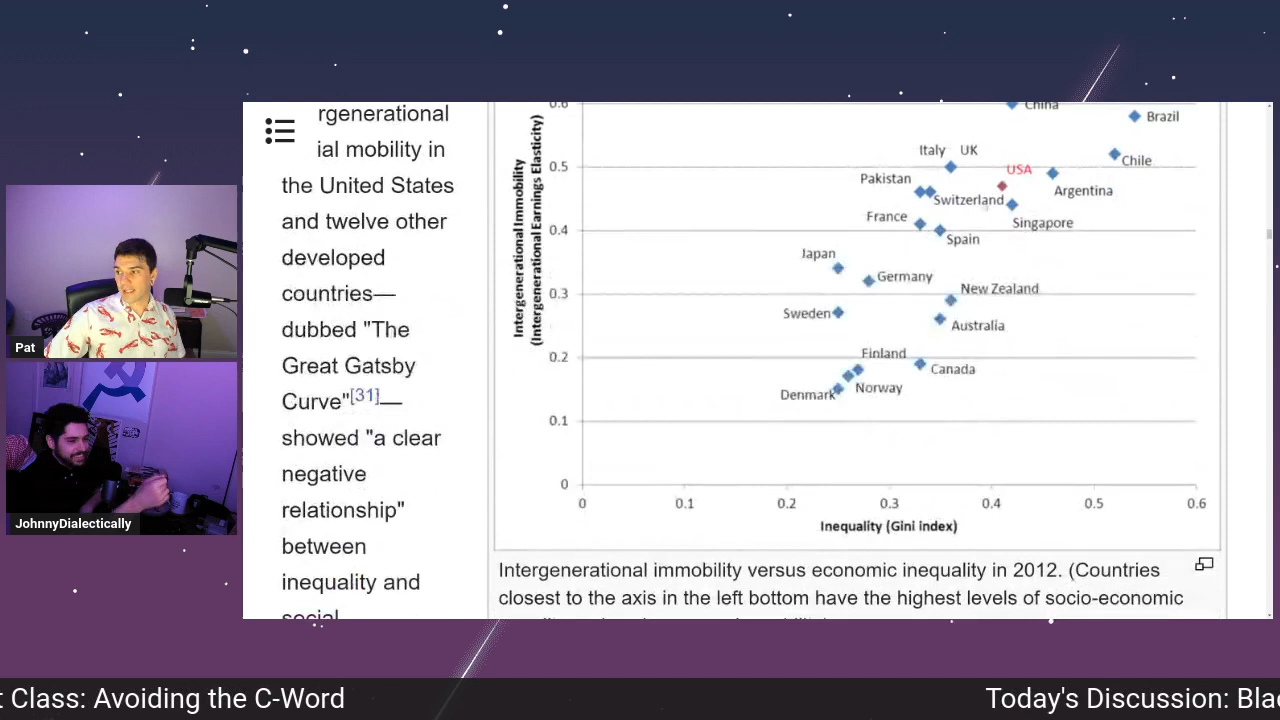 rgenerational
ial mobility in
the United States
and twelve other
developed
countries—
dubbed "The
Great Gatsby
Curve"[31]—
showed "a clear
negative
relationship"
between
inequality and
social
Intergenerational Immobility
(Intergenerational Earnings Elasticity)
0.6
0.5
0.4
0.3
0.2
0.1
0
China
Brazil
Italy UK
Chile
USA
Pakistan
Argentina
Switzerland
France
Singapore
Spain
Japan
Germany
New Zealand
Sweden
Australia
Finland
Canada
Norway
Denmark
0 0.1 0.2 0.3 0.4 0.5 0.6
Inequality (Gini index)
Intergenerational immobility versus economic inequality in 2012. (Countries
closest to the axis in the left bottom have the highest levels of socio-economic
Pat
JohnnyDialectically
t Class: Avoiding the C-Word
Today's Discussion: Bla